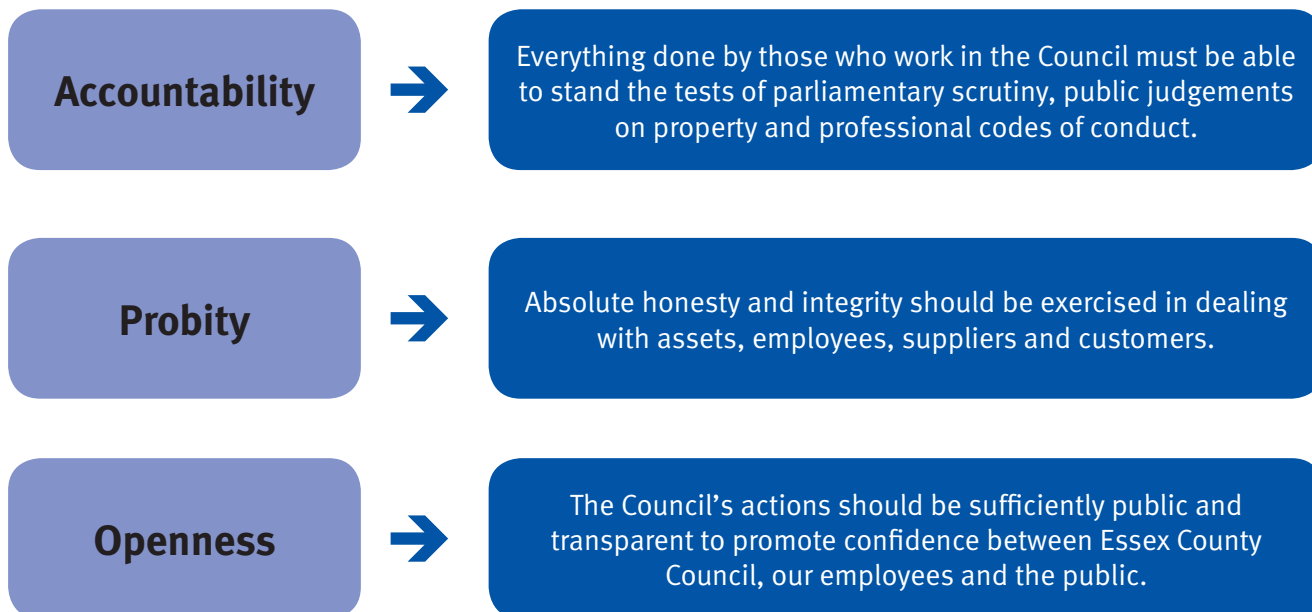 Accountability
Everything done by those who work in the Council must be able
to stand the tests of parliamentary scrutiny, public judgements
on property and professional codes of conduct.
Probity
Absolute honesty and integrity should be exercised in dealing
with assets, employees, suppliers and customers.
Openness
The Council’s actions should be sufficiently public and
transparent to promote confidence between Essex County
Council, our employees and the public.